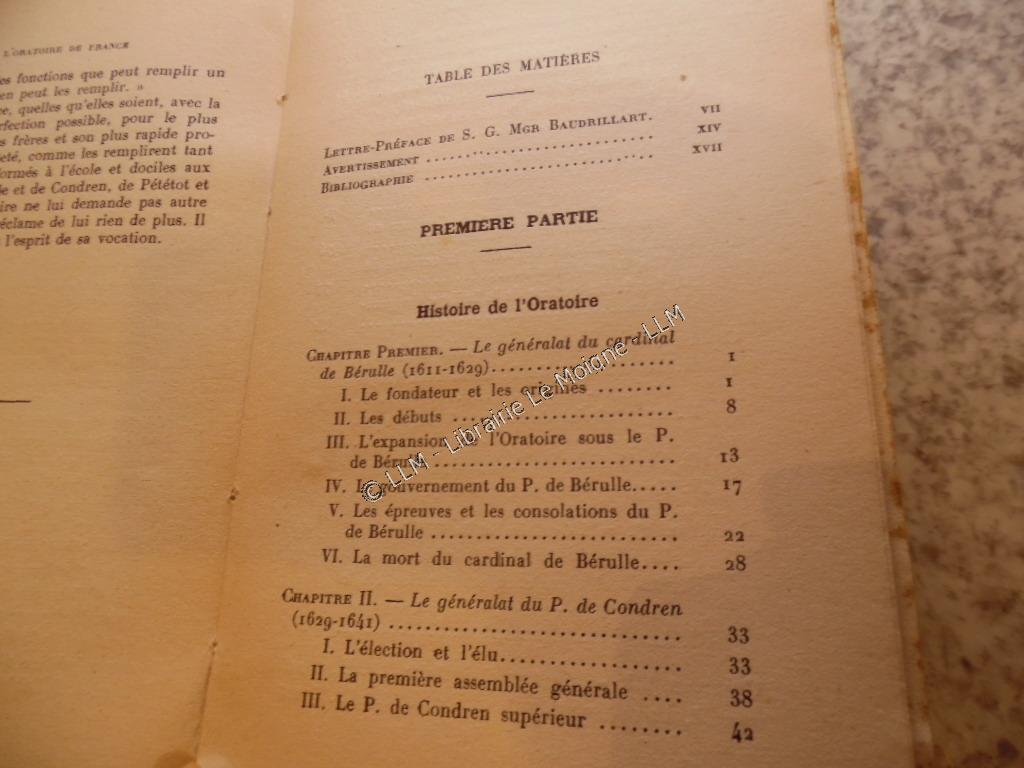 L'ORATOIRE DE FRANCE
es fonctions que peut remplir un
en peut les remplir. »
ce, quelles qu'elles soient, avec la
rfection possible, pour le plus
s frères et son plus rapide pro-
eté, comme les remplirent tant
ormés à l'école et dociles aux
le et de Condren, de Pététot et
ire ne lui demande pas autre
éclame de lui rien de plus. Il
l'esprit de sa vocation.
TABLE DES MATIÈRES
LETTRE-PRÉFACE DE S. G. MGR BAUDRILLART. VII
AVERTISSEMENT .......................... XIV
BIBLIOGRAPHIE .......................... XVII
PREMIERE PARTIE
Histoire de l'Oratoire
CHAPITRE PREMIER. — Le généralat du cardinal
de Bérulle (1611-1629)..................... 1
I. Le fondateur et les origines ........ 1
II. Les débuts ........................ 8
III. L'expansion de l'Oratoire sous le P.
de Bérulle .......................... 13
IV. Le gouvernement du P. de Bérulle..... 17
V. Les épreuves et les consolations du P.
de Bérulle .......................... 22
VI. La mort du cardinal de Bérulle.... 28
CHAPITRE II. — Le généralat du P. de Condren
(1629-1641) .............................. 33
I. L'élection et l'élu.................. 33
II. La première assemblée générale .... 38
III. Le P. de Condren supérieur ........ 42
© LLM - Librairie Le Moigne - LLM